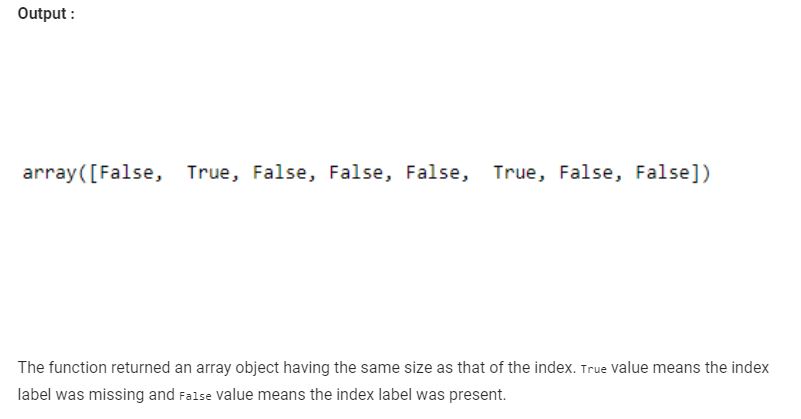 Output :
array([False,  True, False, False, False,  True, False, False])
The function returned an array object having the same size as that of the index. True value means the index
label was missing and False value means the index label was present.